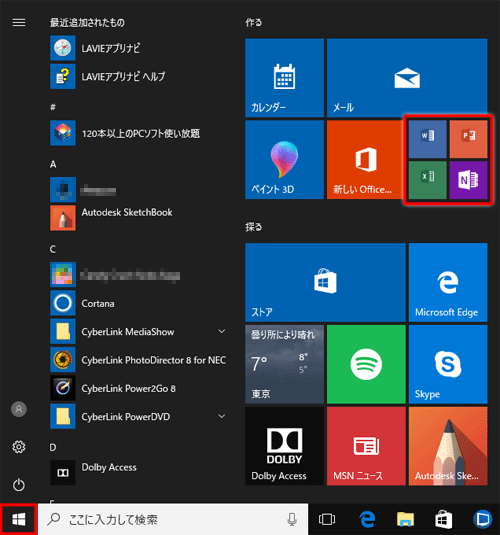 最近追加されたもの
LAVIEアプリナビ
LAVIEアプリナビ ヘルプ
#
120本以上のPCソフト使い放題
A
Autodesk SketchBook
C
Cortana
CyberLink MediaShow
CyberLink PhotoDirector 8 for NEC
CyberLink Power2Go 8
CyberLink PowerDVD
D
Dolby Access
作る
カレンダー
メール
ペイント 3D
新しい Office...
W
P
X
N
探る
ストア
Microsoft Edge
曇り所により晴れ
7°
8°
5°
東京
Skype
DOLBY
Dolby Access
MSN ニュース
Autodesk Ske...
ここに入力して検索